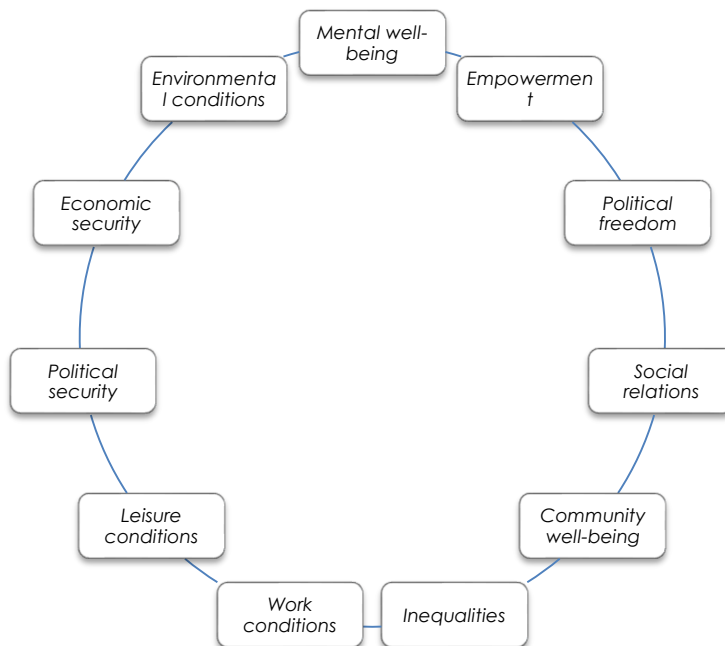 Mental well-
being
Empowermen
t
Political
freedom
Social
relations
Community
well-being
Inequalities
Work
conditions
Leisure
conditions
Political
security
Economic
security
Environmenta
l conditions